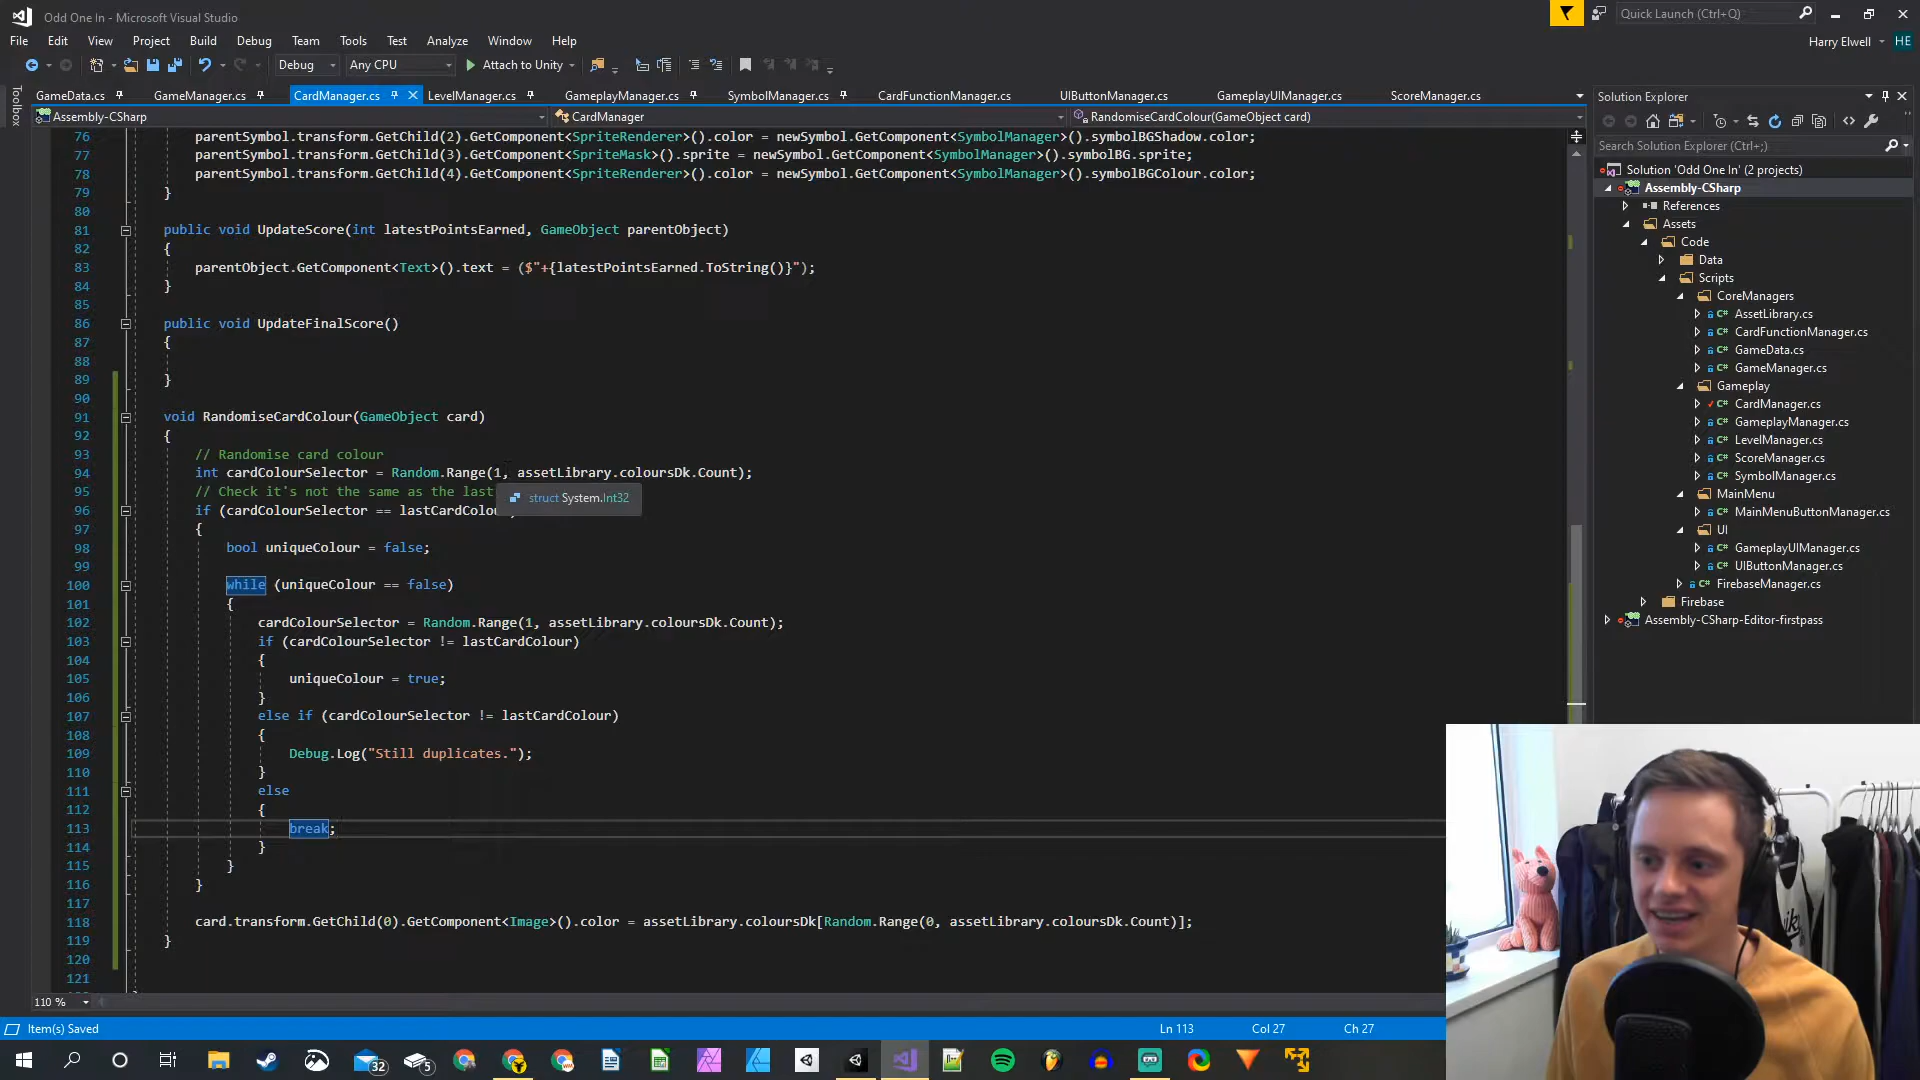 Odd One In - Microsoft Visual Studio
Quick Launch (Ctrl+Q)
File Edit View Project Build Debug Team Tools Test Analyze Window Help
Harry Elwell HE
Debug Any CPU Attach to Unity
Toolbox
GameData.cs GameManager.cs CardManager.cs LevelManager.cs GameplayManager.cs SymbolManager.cs CardFunctionManager.cs UIButtonManager.cs GameplayUIManager.cs ScoreManager.cs
Assembly-CSharp CardManager RandomiseCardColour(GameObject card)
76 parentSymbol.transform.GetChild(2).GetComponent<SpriteRenderer>().color = newSymbol.GetComponent<SymbolManager>().symbolBGShadow.color;
77 parentSymbol.transform.GetChild(3).GetComponent<SpriteMask>().sprite = newSymbol.GetComponent<SymbolManager>().symbolBG.sprite;
78 parentSymbol.transform.GetChild(4).GetComponent<SpriteRenderer>().color = newSymbol.GetComponent<SymbolManager>().symbolBGColour.color;
79 }
80
81 public void UpdateScore(int latestPointsEarned, GameObject parentObject)
82 {
83 parentObject.GetComponent<Text>().text = ($"+{latestPointsEarned.ToString()}");
84 }
85
86 public void UpdateFinalScore()
87 {
88
89 }
90
91 void RandomiseCardColour(GameObject card)
92 {
93 // Randomise card colour
94 int cardColourSelector = Random.Range(1, assetLibrary.coloursDk.Count);
95 // Check it's not the same as the last
struct System.Int32
96 if (cardColourSelector == lastCardColou
97 {
98 bool uniqueColour = false;
99
100 while (uniqueColour == false)
101 {
102 cardColourSelector = Random.Range(1, assetLibrary.coloursDk.Count);
103 if (cardColourSelector != lastCardColour)
104 {
105 uniqueColour = true;
106 }
107 else if (cardColourSelector != lastCardColour)
108 {
109 Debug.Log("Still duplicates.");
110 }
111 else
112 {
113 break;
114 }
115 }
116 }
117
118 card.transform.GetChild(0).GetComponent<Image>().color = assetLibrary.coloursDk[Random.Range(0, assetLibrary.coloursDk.Count)];
119 }
120
121
110 %
Item(s) Saved Ln 113 Col 27 Ch 27
Solution Explorer
Search Solution Explorer (Ctrl+;)
Solution 'Odd One In' (2 projects)
Assembly-CSharp
References
Assets
Code
Data
Scripts
CoreManagers
AssetLibrary.cs
CardFunctionManager.cs
GameData.cs
GameManager.cs
Gameplay
CardManager.cs
GameplayManager.cs
LevelManager.cs
ScoreManager.cs
SymbolManager.cs
MainMenu
MainMenuButtonManager.cs
UI
GameplayUIManager.cs
UIButtonManager.cs
FirebaseManager.cs
Firebase
Assembly-CSharp-Editor-firstpass
32 5